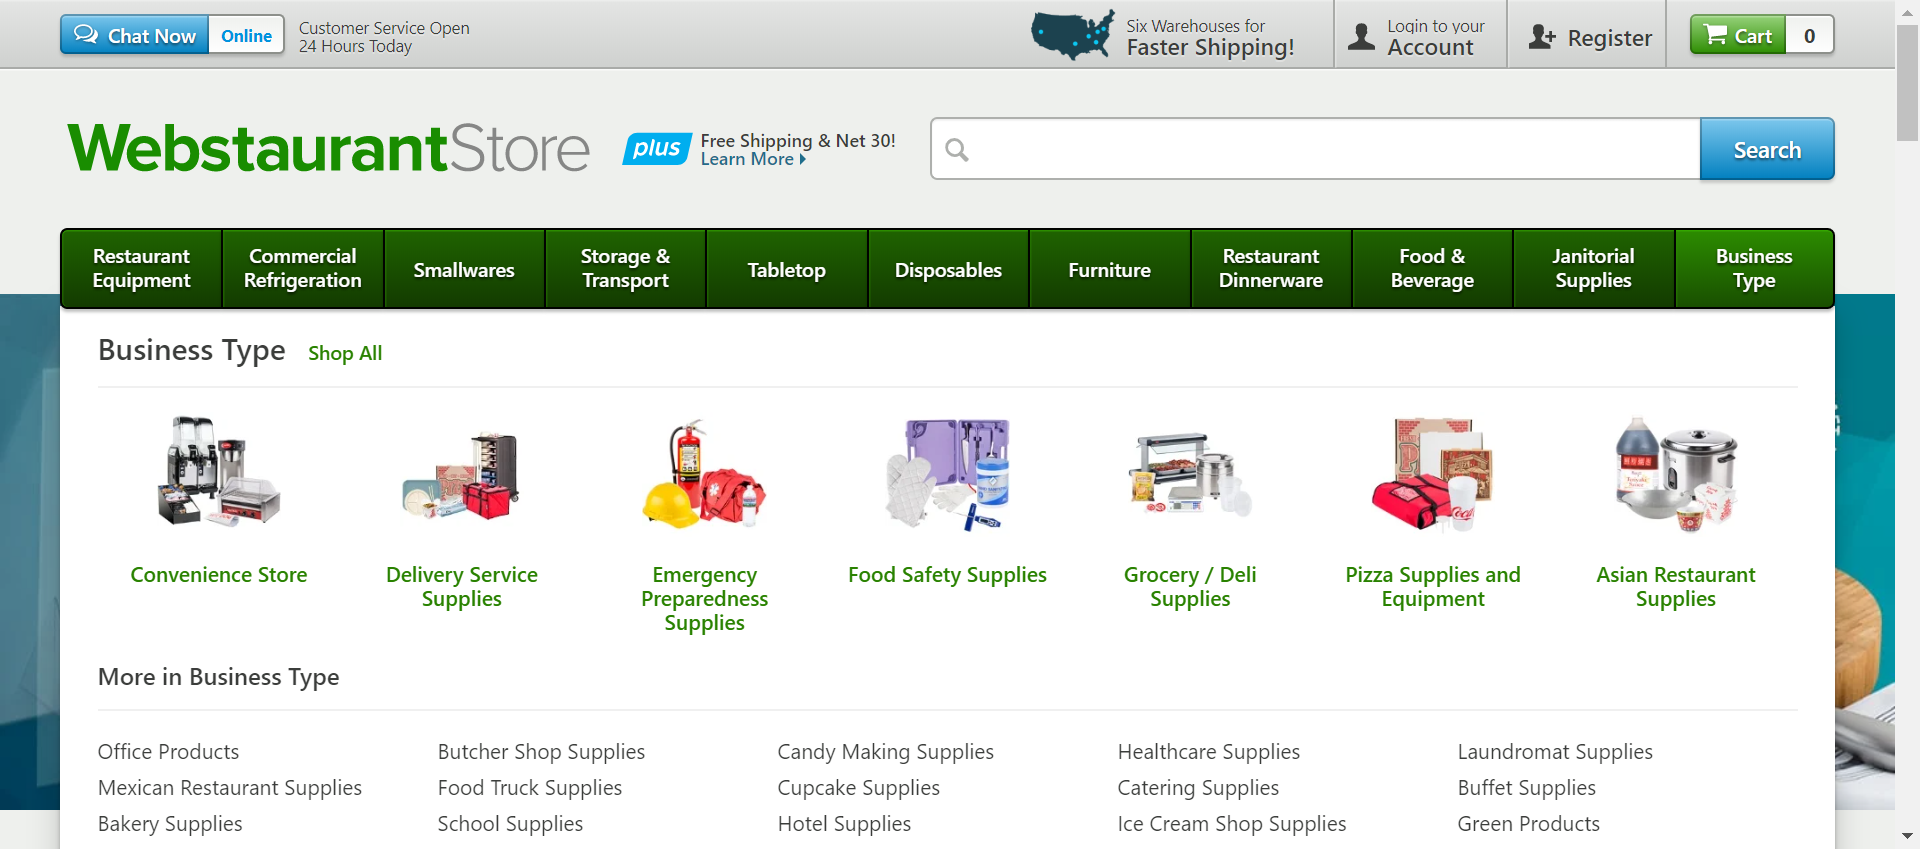 Chat Now
Online
Customer Service Open
24 Hours Today
Six Warehouses for
Faster Shipping!
Login to your
Account
Register
Cart
0
WebstaurantStore
plus
Free Shipping & Net 30!
Learn More
Search
Restaurant
Equipment
Commercial
Refrigeration
Smallwares
Storage &
Transport
Tabletop
Disposables
Furniture
Restaurant
Dinnerware
Food &
Beverage
Janitorial
Supplies
Business
Type
Business Type
Shop All
Convenience Store
Delivery Service
Supplies
Emergency
Preparedness
Supplies
Food Safety Supplies
Grocery / Deli
Supplies
Pizza Supplies and
Equipment
Asian Restaurant
Supplies
More in Business Type
Office Products
Butcher Shop Supplies
Candy Making Supplies
Healthcare Supplies
Laundromat Supplies
Mexican Restaurant Supplies
Food Truck Supplies
Cupcake Supplies
Catering Supplies
Buffet Supplies
Bakery Supplies
School Supplies
Hotel Supplies
Ice Cream Shop Supplies
Green Products